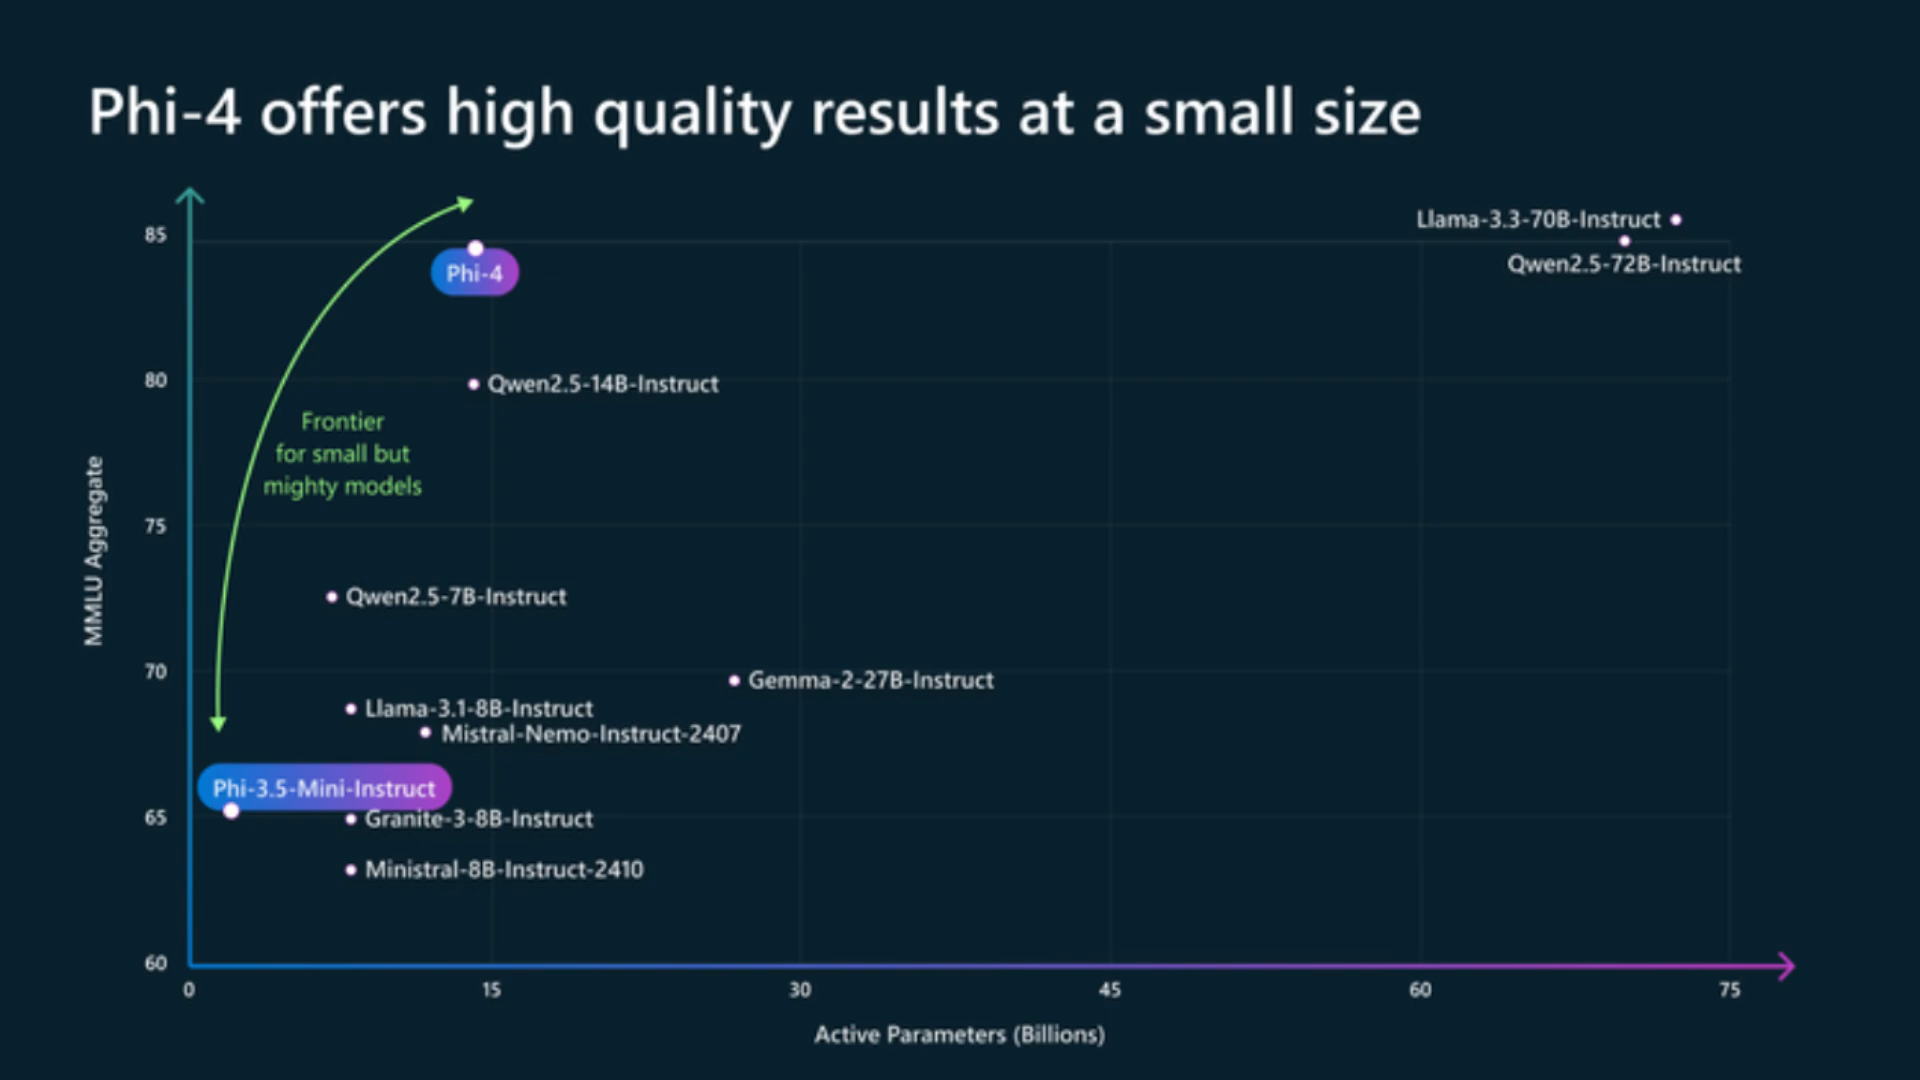 Phi-4 offers high quality results at a small size
MMLU Aggregate
85
80
75
70
65
60
Llama-3.3-70B-Instruct
Qwen2.5-72B-Instruct
Phi-4
Qwen2.5-14B-Instruct
Frontier
for small but
mighty models
Qwen2.5-7B-Instruct
Gemma-2-27B-Instruct
Llama-3.1-8B-Instruct
Mistral-Nemo-Instruct-2407
Phi-3.5-Mini-Instruct
Granite-3-8B-Instruct
Ministral-8B-Instruct-2410
0
15
30
45
60
75
Active Parameters (Billions)